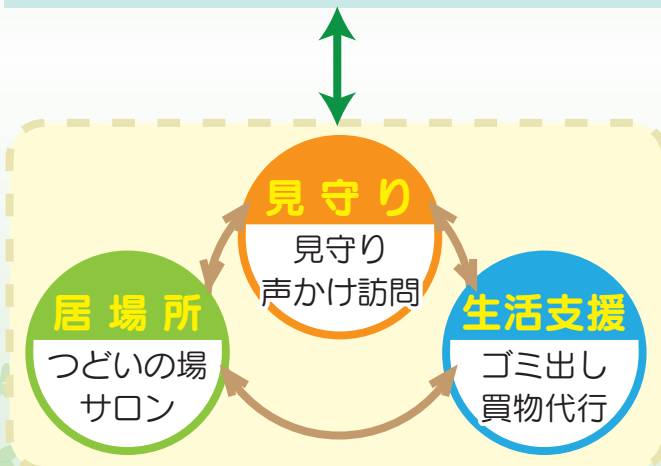 見守り
見守り
声かけ訪問
居場所
つどいの場
サロン
生活支援
ゴミ出し
買物代行